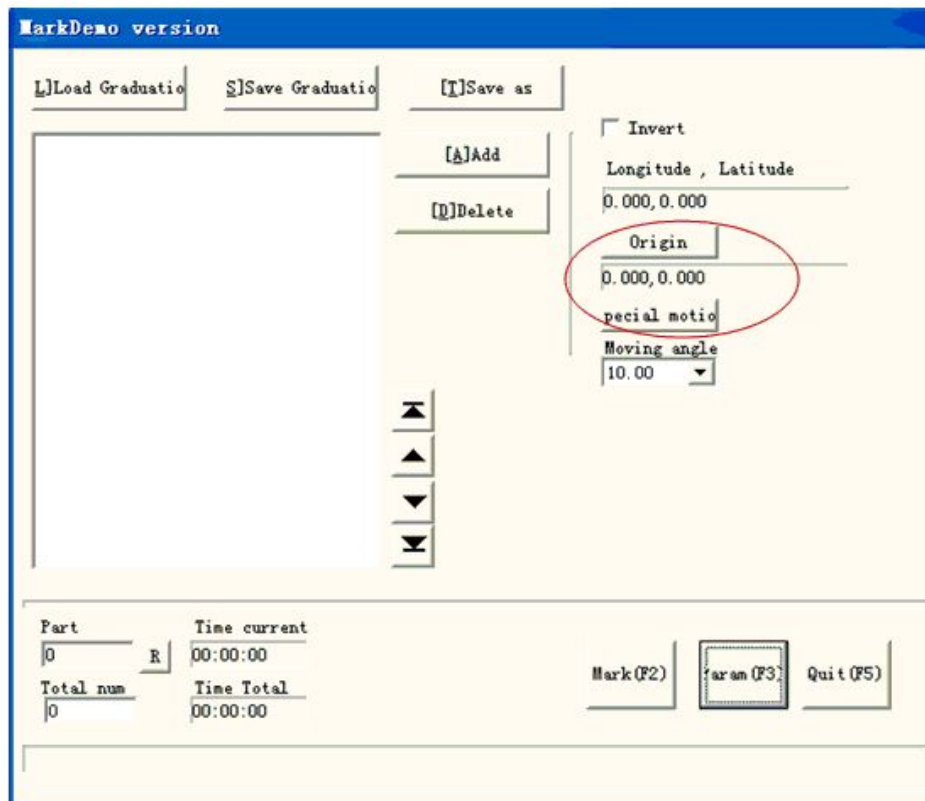 MarkDemo version
L]Load Graduatio
S]Save Graduatio
[T]Save as
[A]Add
[D]Delete
Invert
Longitude , Latitude
0.000,0.000
Origin
0.000,0.000
pecial motio
Moving angle
10.00
Part
0
R
Time current
00:00:00
Total num
0
Time Total
00:00:00
Mark(F2)
aram(F3)
Quit(F5)